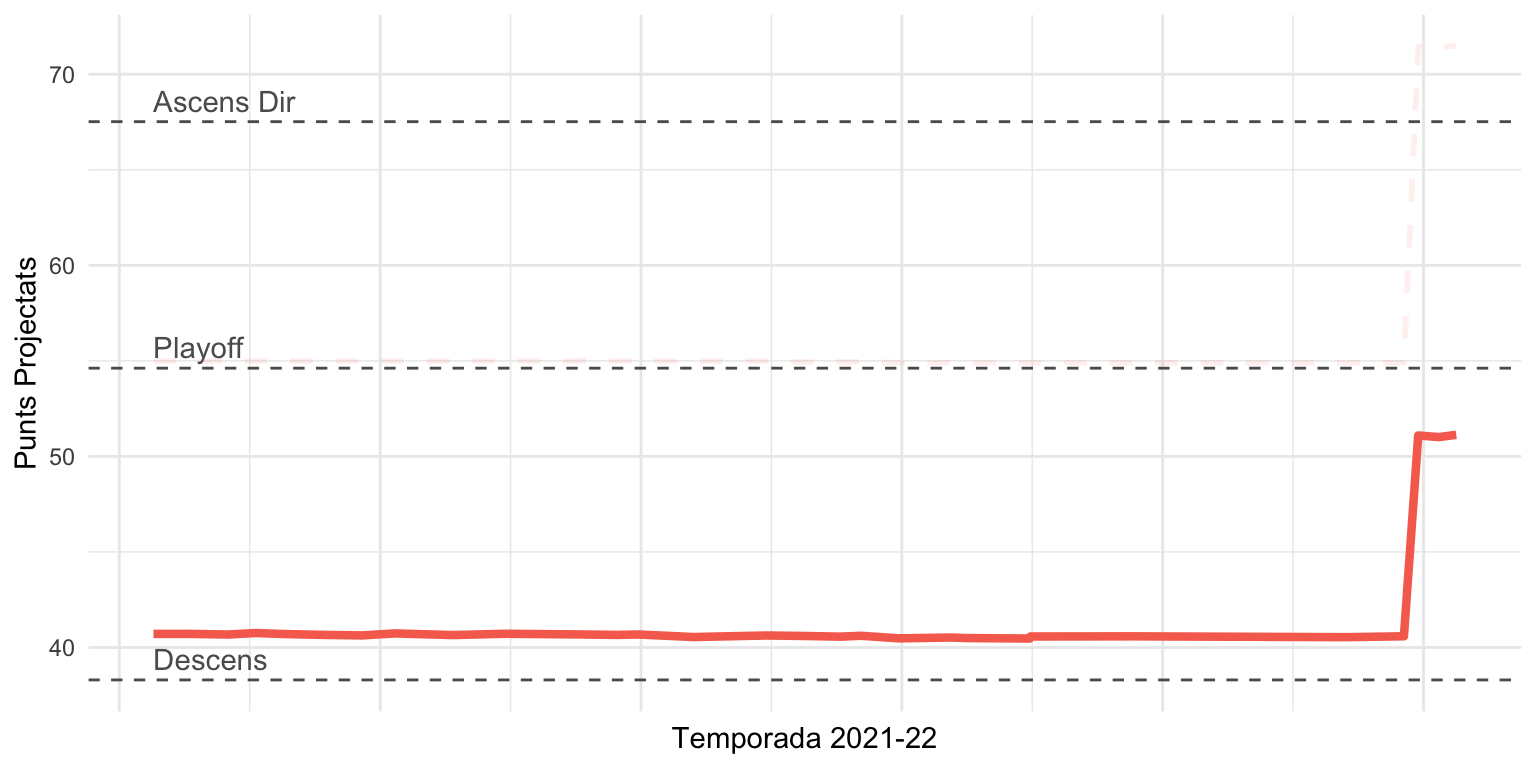 70
Ascens Dir
60
Playoff
Punts Projectats
50
40
Descens
Temporada 2021-22